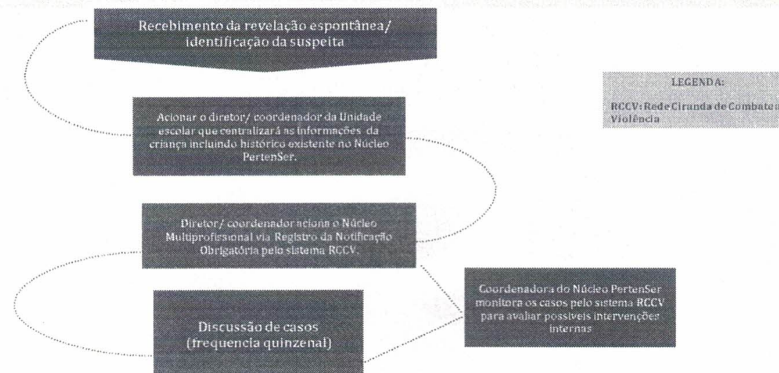 Recebimento da revelação espontânea/
identificação da suspeita
LEGENDA:
RCCV: Rede Ciranda de Combate a
Violência
Acionar o diretor/ coordenador da Unidade
escolar que centralizará as informações da
criança incluindo histórico existente no Núcleo
PertenSer.
Diretor/ coordenador aciona o Núcleo
Multiprofissional via Registro da Notificação
Obrigatória pelo sistema RCCV.
Coordenadora do Núcleo PertenSer
monitora os casos pelo sistema RCCV
para avaliar possíveis intervenções
internas
Discussão de casos
(frequencia quinzenal)